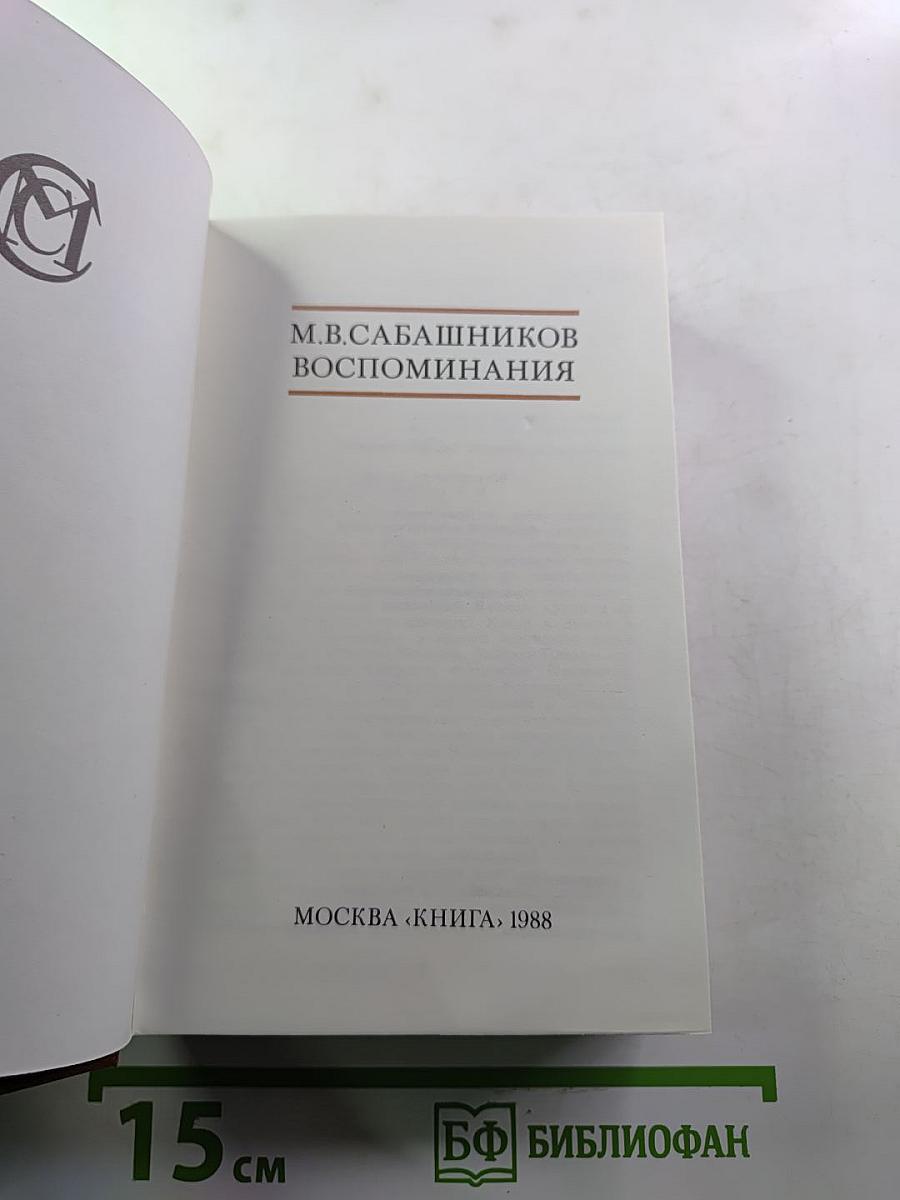 М.В.САБАШНИКОВ
ВОСПОМИНАНИЯ
МОСКВА ‹КНИГА› 1988
15 см
БФ БИБЛИОФАН